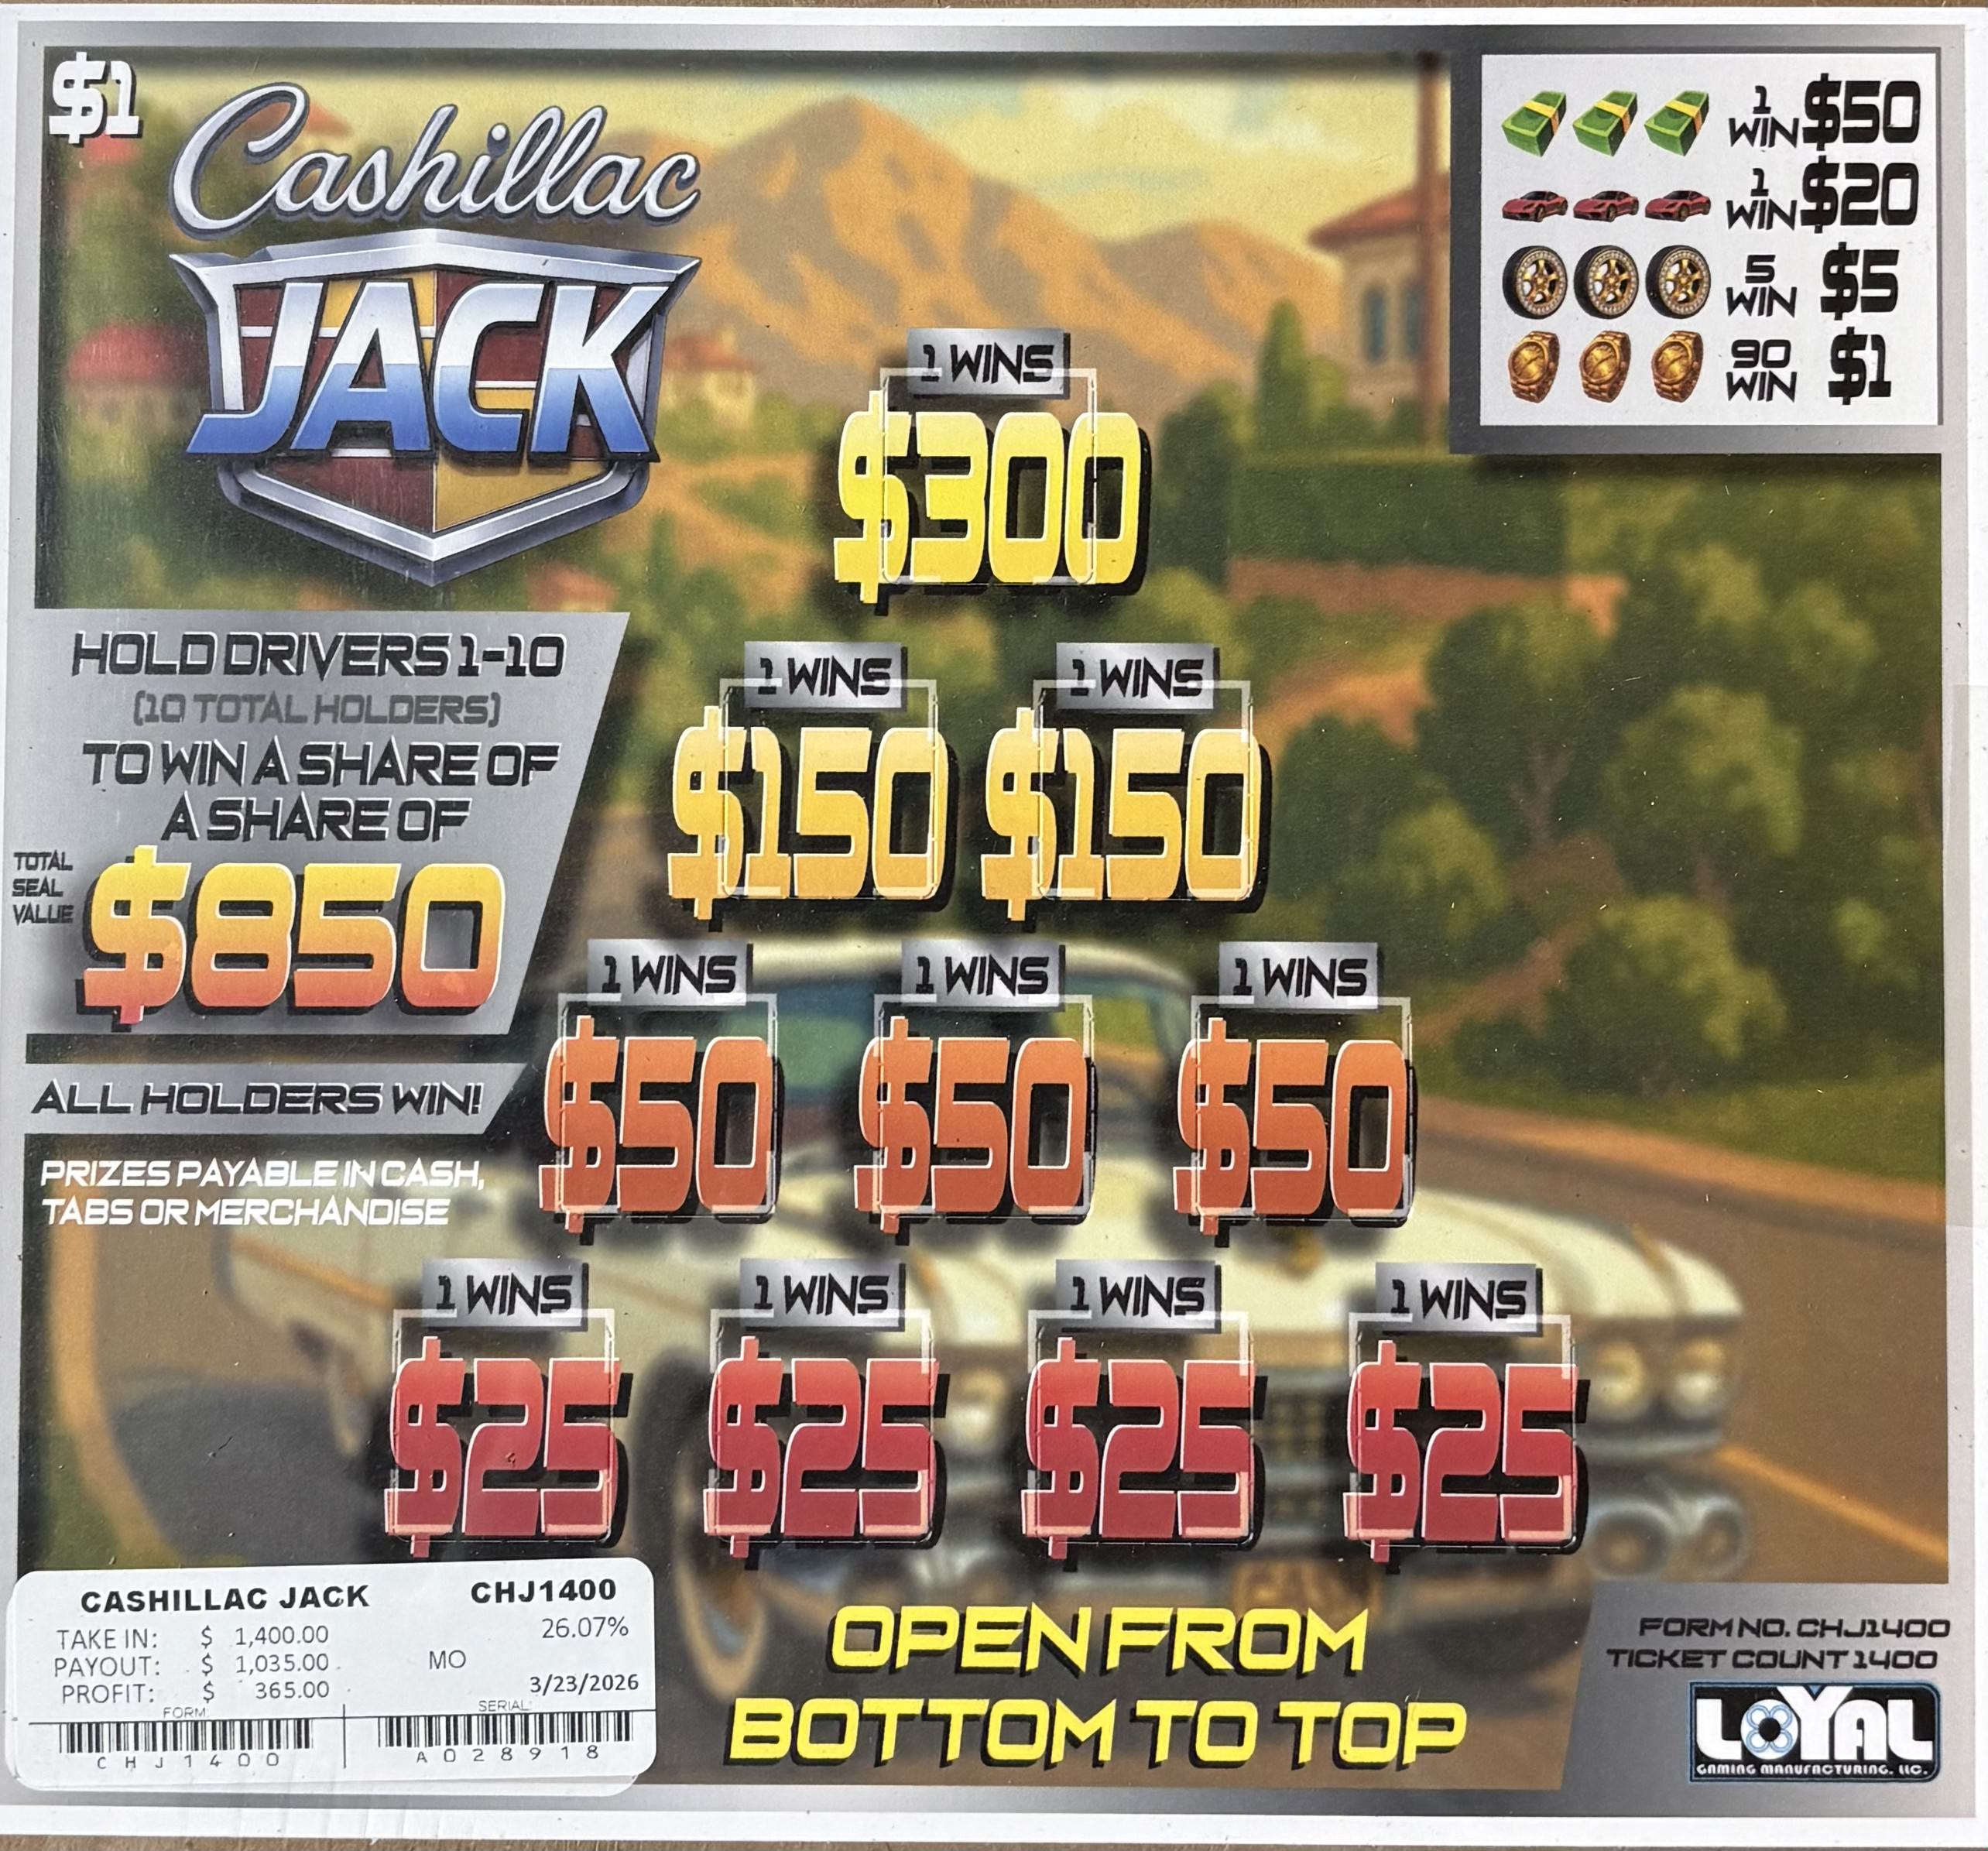 $1
Cashillac
JACK
1 WIN $50
1 WIN $20
5 WIN $5
90 WIN $1
1 WINS
$300
HOLD DRIVERS 1-10
(10 TOTAL HOLDERS)
TO WIN A SHARE OF
A SHARE OF
TOTAL SEAL VALUE
$850
ALL HOLDERS WIN!
PRIZES PAYABLE IN CASH,
TABS OR MERCHANDISE
1 WINS 1 WINS
$150 $150
1 WINS 1 WINS 1 WINS
$50 $50 $50
1 WINS 1 WINS 1 WINS 1 WINS
$25 $25 $25 $25
CASHILLAC JACK CHJ1400
TAKE IN: $ 1,400.00 26.07%
PAYOUT: $ 1,035.00 MO
PROFIT: $ 365.00 3/23/2026
FORM: SERIAL:
CHJ1400 A028918
OPEN FROM
BOTTOM TO TOP
FORM NO. CHJ1400
TICKET COUNT 1400
LOYAL
GAMING MANUFACTURING, LLC.